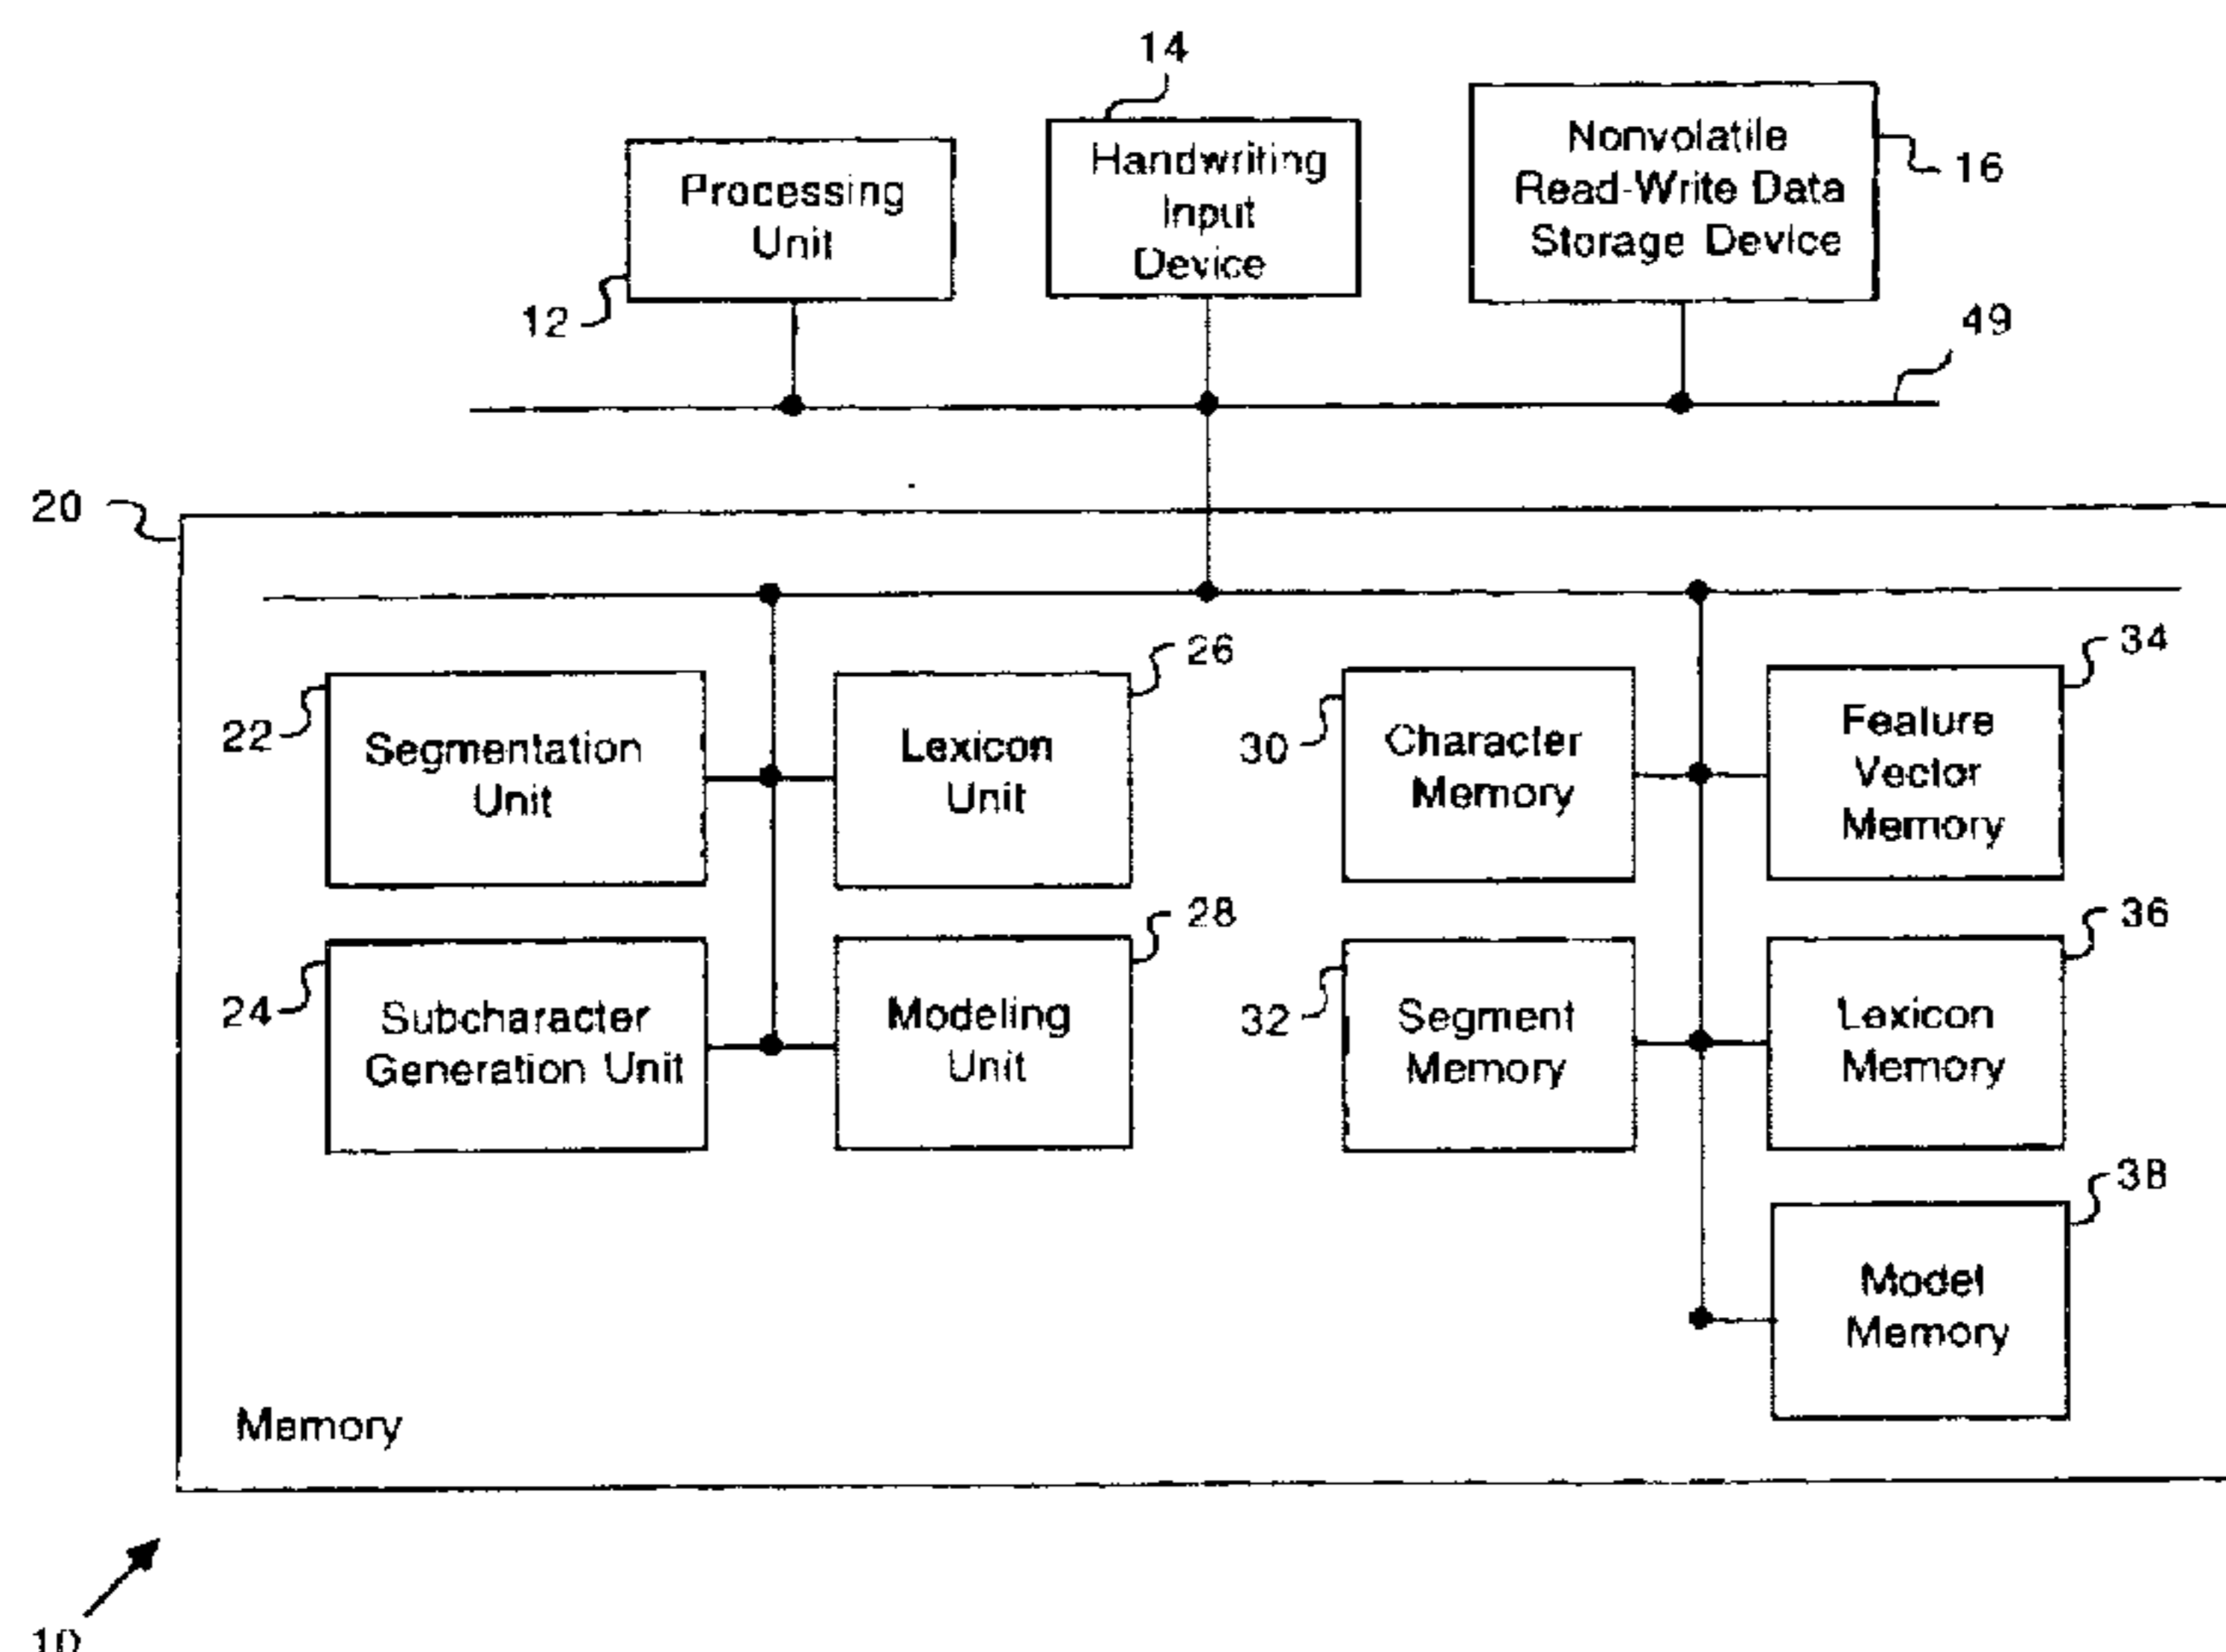 14
Processing
Unit
12
Handwriting
Input
Device
Nonvolatile
Read-Write Data
Storage Device
16
49
20
22
Segmentation
Unit
26
Lexicon
Unit
30
Character
Memory
34
Feature
Vector
Memory
24
Subcharacter
Generation Unit
28
Modeling
Unit
32
Segment
Memory
36
Lexicon
Memory
38
Model
Memory
Memory
10